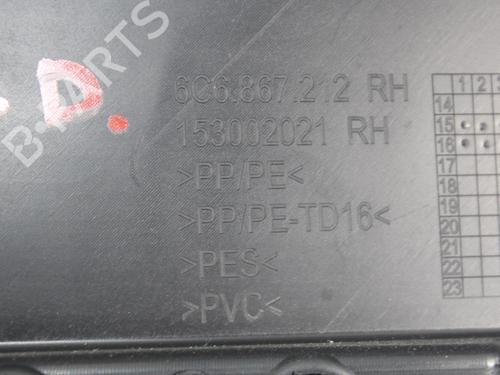 B-PARTS
. D.
6C6.867.212 RH
153002021 RH
>PP/PE<
>PP/PE-TD16<
>PES<
>PVC<
1 2
14
15
16
17
18
19
20
21
22
23